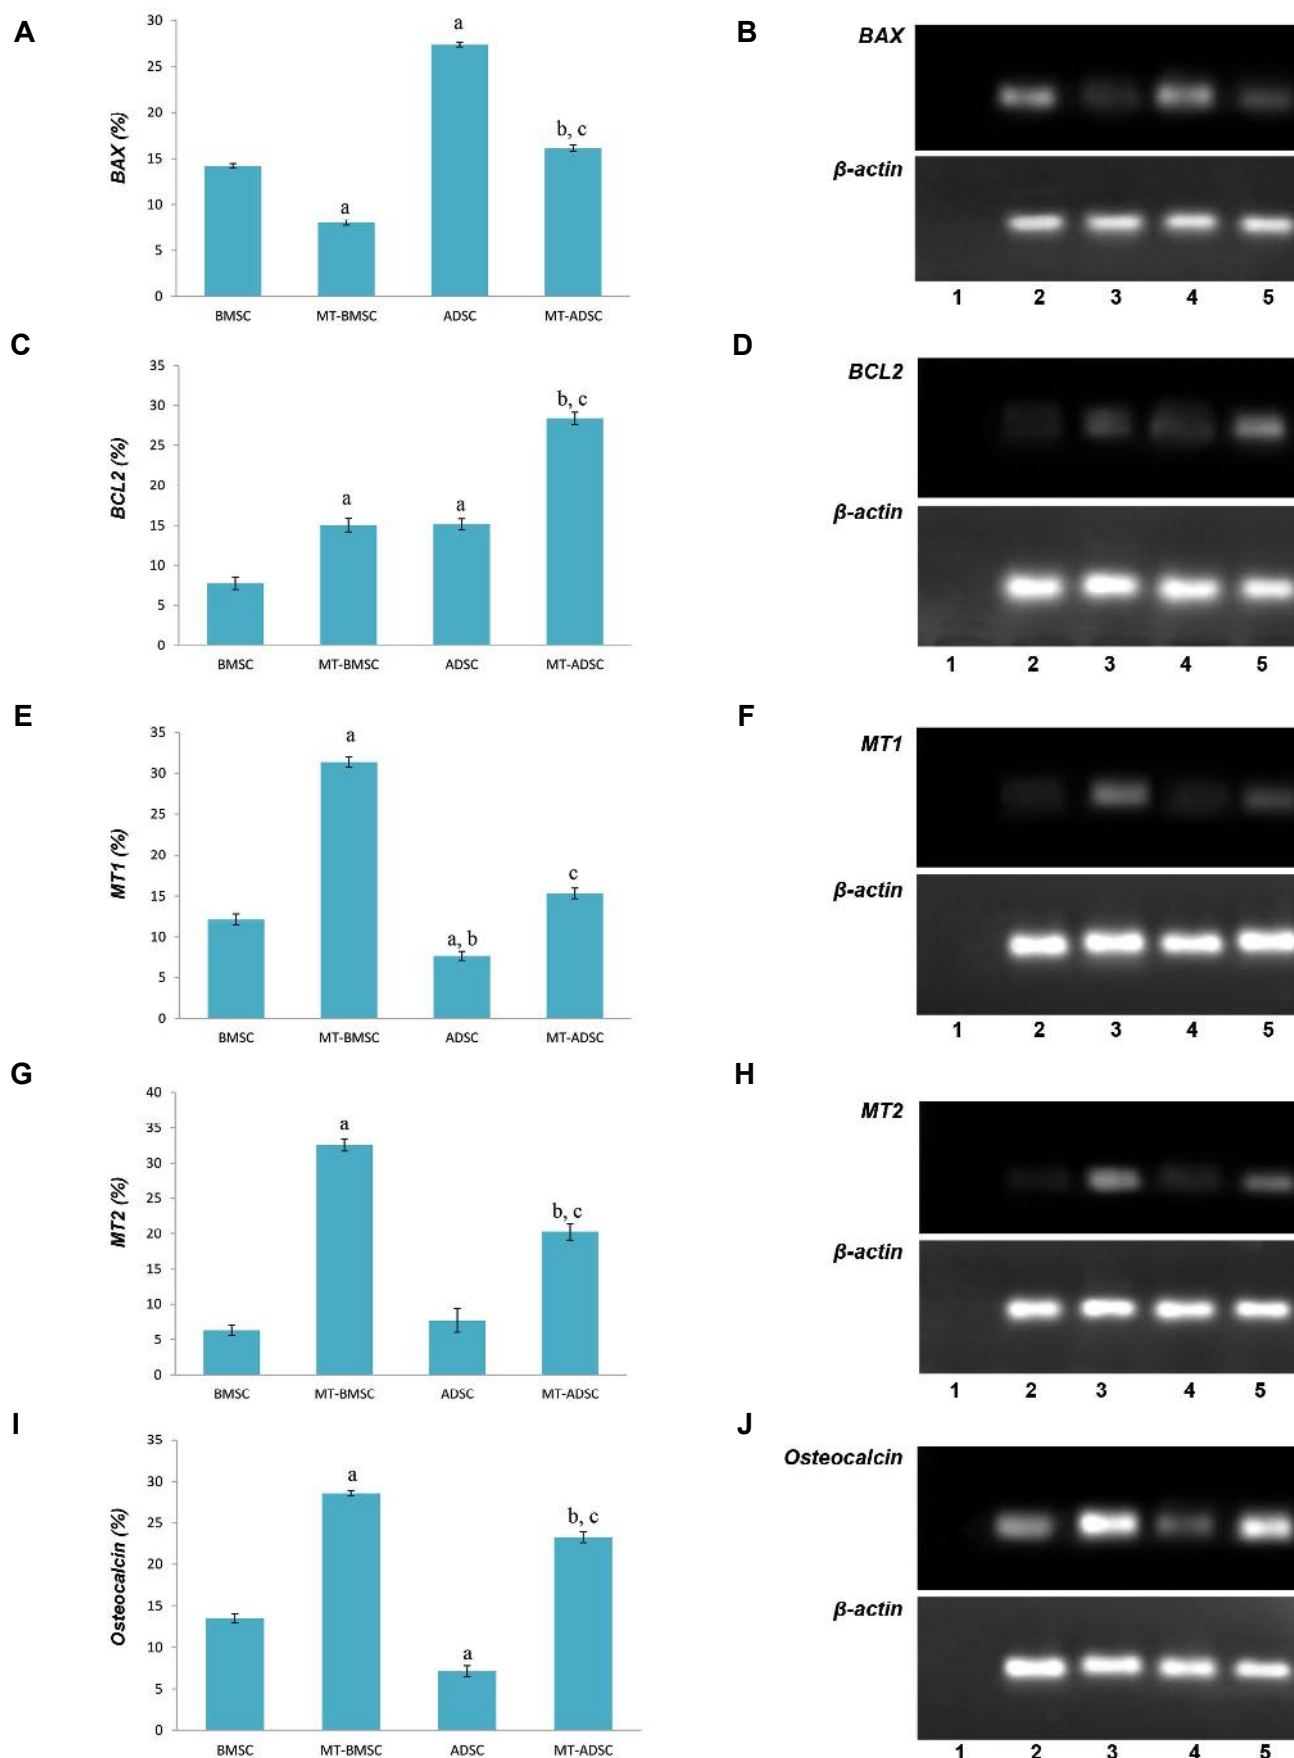 A
BAX (%)
30
25
20
15
10
5
0
a
a
b, c
BMSC
MT-BMSC
ADSC
MT-ADSC
B
BAX
β-actin
1 2 3 4 5
C
BCL2 (%)
35
30
25
20
15
10
5
0
a
a
b, c
BMSC
MT-BMSC
ADSC
MT-ADSC
D
BCL2
β-actin
1 2 3 4 5
E
MT1 (%)
35
30
25
20
15
10
5
0
a
a, b
c
BMSC
MT-BMSC
ADSC
MT-ADSC
F
MT1
β-actin
1 2 3 4 5
G
MT2 (%)
40
35
30
25
20
15
10
5
0
a
b, c
BMSC
MT-BMSC
ADSC
MT-ADSC
H
MT2
β-actin
1 2 3 4 5
I
Osteocalcin (%)
35
30
25
20
15
10
5
0
a
a
b, c
BMSC
MT-BMSC
ADSC
MT-ADSC
J
Osteocalcin
β-actin
1 2 3 4 5